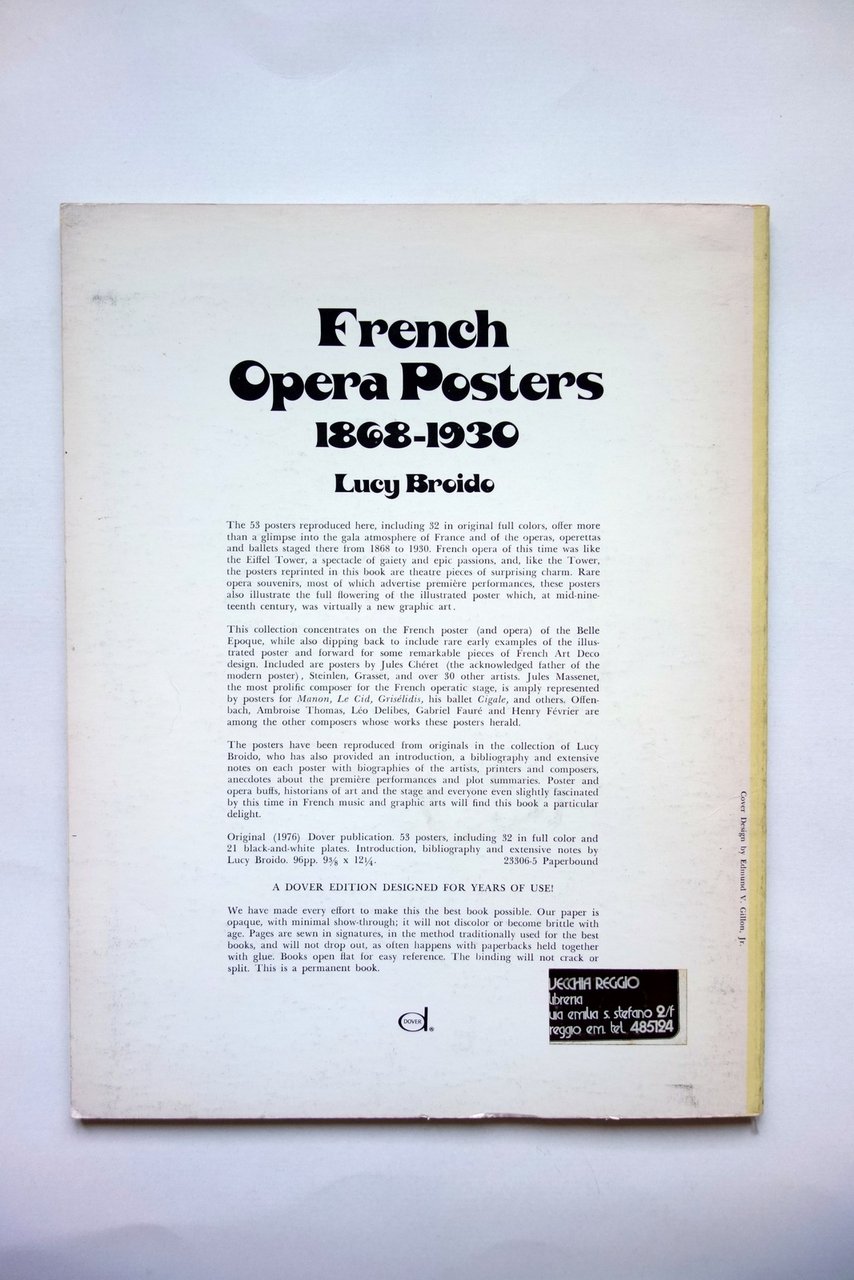 French
Opera Posters
1868-1930
Lucy Broido
The 53 posters reproduced here, including 32 in original full colors, offer more
than a glimpse into the gala atmosphere of France and of the operas, operettas
and ballets staged there from 1868 to 1930. French opera of this time was like
the Eiffel Tower, a spectacle of gaiety and epic passions, and, like the Tower,
the posters reprinted in this book are theatre pieces of surprising charm. Rare
opera souvenirs, most of which advertise première performances, these posters
also illustrate the full flowering of the illustrated poster which, at mid-nine-
teenth century, was virtually a new graphic art.
This collection concentrates on the French poster (and opera) of the Belle
Epoque, while also dipping back to include rare early examples of the illus-
trated poster and forward for some remarkable pieces of French Art Deco
design. Included are posters by Jules Chéret (the acknowledged father of the
modern poster), Steinlen, Grasset, and over 30 other artists. Jules Massenet,
the most prolific composer for the French operatic stage, is amply represented
by posters for Manon, Le Cid, Grisélidis, his ballet Cigale, and others. Offen-
bach, Ambroise Thomas, Léo Delibes, Gabriel Fauré and Henry Février are
among the other composers whose works these posters herald.
The posters have been reproduced from originals in the collection of Lucy
Broido, who has also provided an introduction, a bibliography and extensive
notes on each poster with biographies of the artists, printers and composers,
anecdotes about the première performances and plot summaries. Poster and
opera buffs, historians of art and the stage and everyone even slightly fascinated
by this time in French music and graphic arts will find this book a particular
delight.
Original (1976) Dover publication. 53 posters, including 32 in full color and
21 black-and-white plates. Introduction, bibliography and extensive notes by
Lucy Broido. 96pp. 9⅜ x 12¼. 23306-5 Paperbound
A DOVER EDITION DESIGNED FOR YEARS OF USE!
We have made every effort to make this the best book possible. Our paper is
opaque, with minimal show-through; it will not discolor or become brittle with
age. Pages are sewn in signatures, in the method traditionally used for the best
books, and will not drop out, as often happens with paperbacks held together
with glue. Books open flat for easy reference. The binding will not crack or
split. This is a permanent book.
DOVER ®
VECCHIA REGGIO
libreria
via emilia s. stefano 2/f
reggio em. tel. 485124
Cover Design by Edmund V. Gillon, Jr.